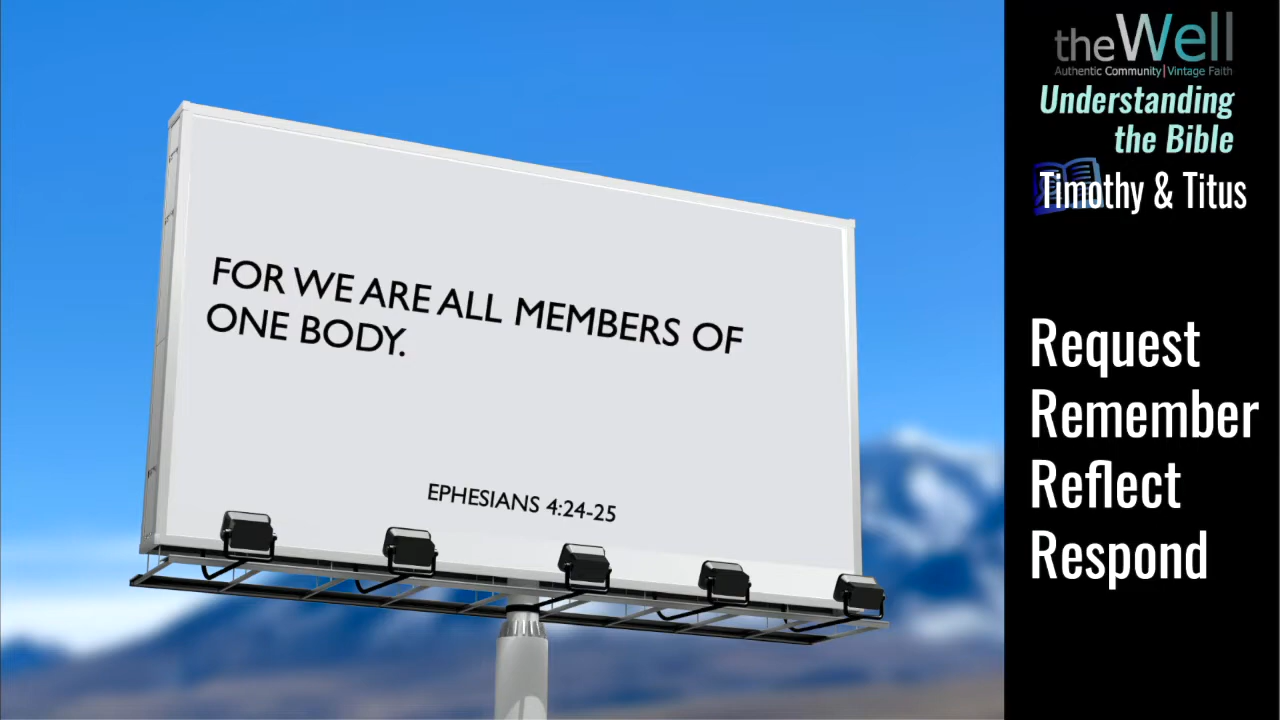 FOR WE ARE ALL MEMBERS OF
ONE BODY.
EPHESIANS 4:24-25
theWell
Authentic Community|Vintage Faith
Understanding
the Bible
Timothy & Titus
Request
Remember
Reflect
Respond